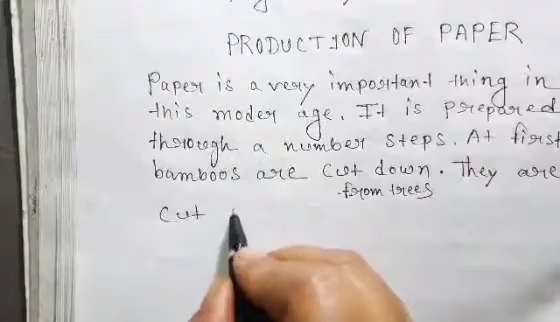 PRODUCTION OF PAPER
Paper is a very important thing in
this moder age. It is prepared
through a number steps. At first
bamboos are cut down. They are
from trees
cut